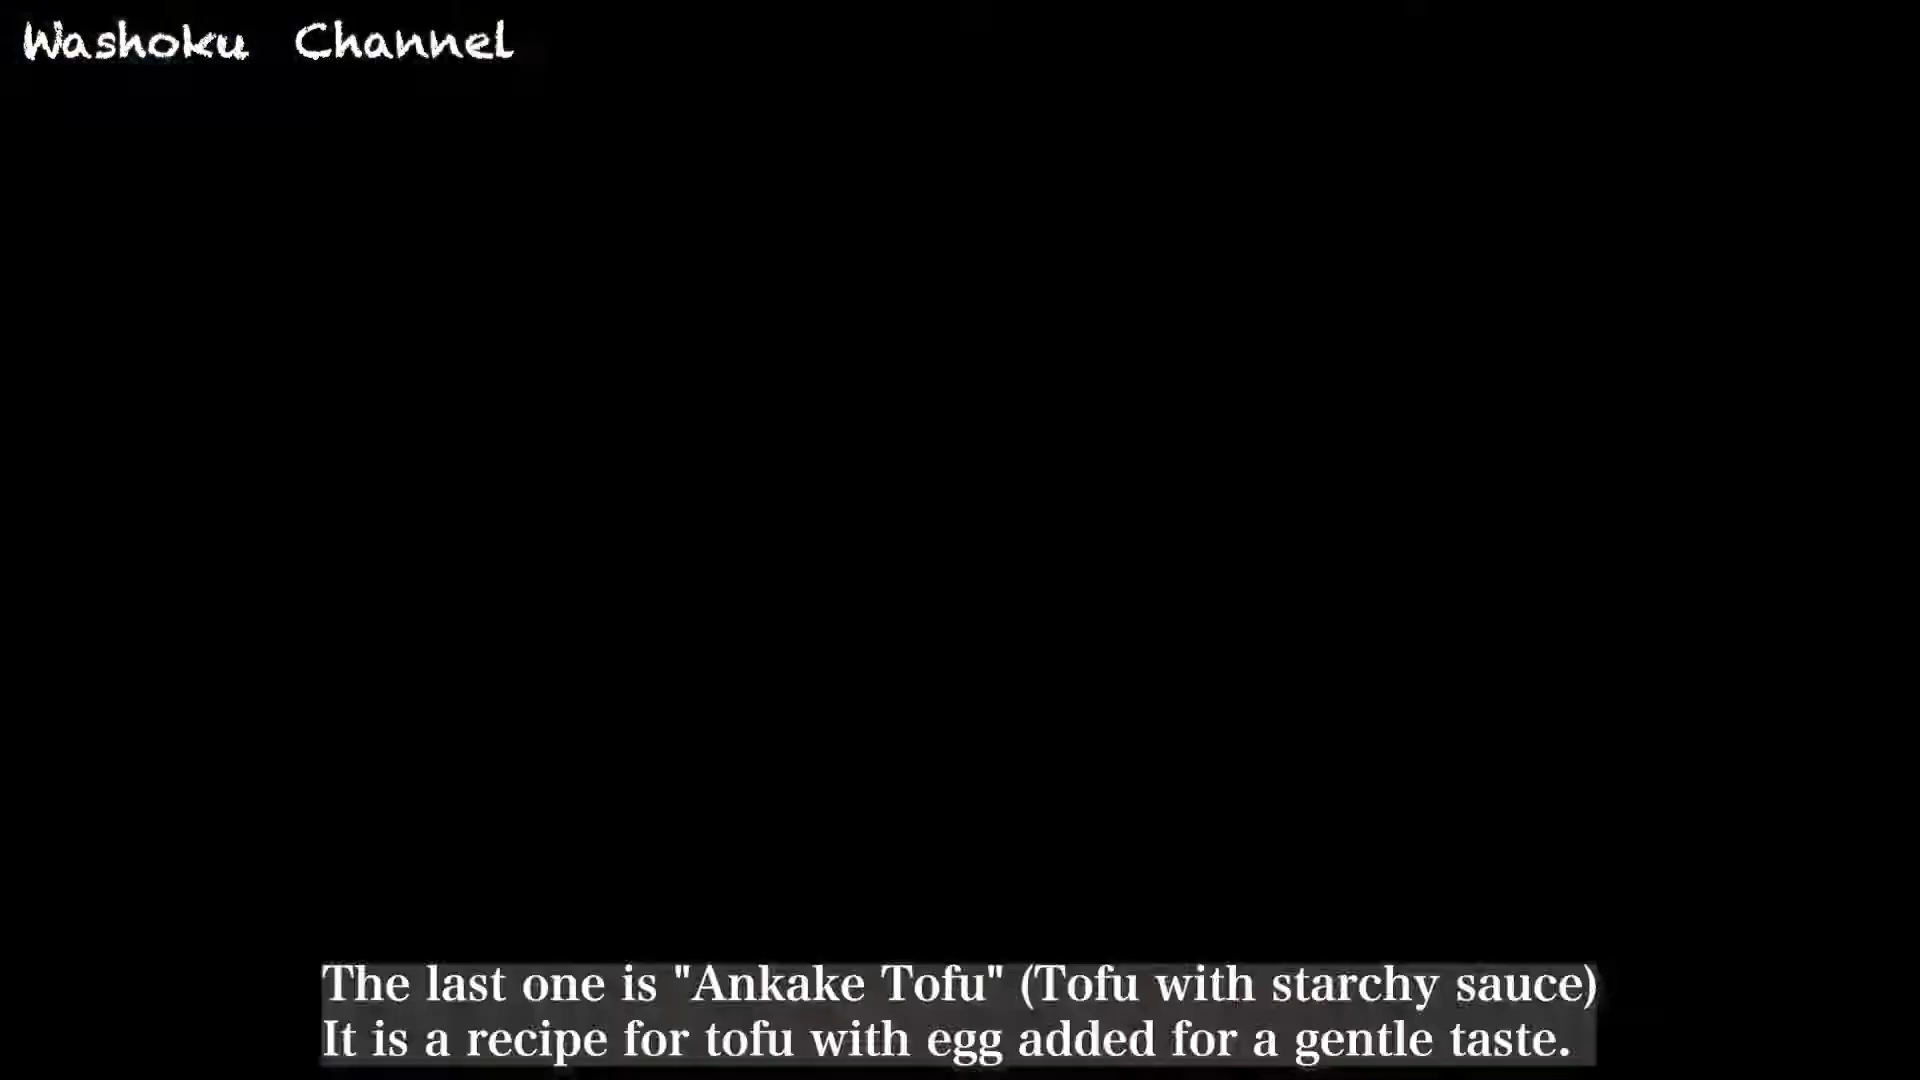 Washoku Channel
The last one is "Ankake Tofu" (Tofu with starchy sauce)
It is a recipe for tofu with egg added for a gentle taste.